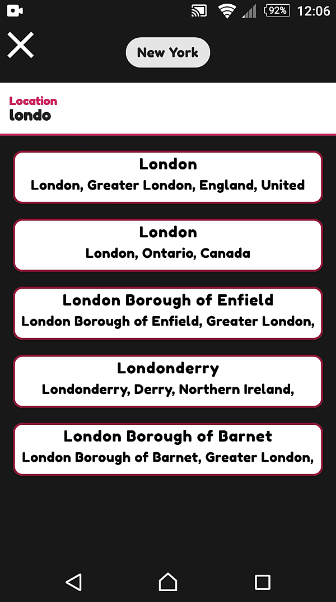 92%
12:06
New York
Location
londo
London
London, Greater London, England, United
London
London, Ontario, Canada
London Borough of Enfield
London Borough of Enfield, Greater London,
Londonderry
Londonderry, Derry, Northern Ireland,
London Borough of Barnet
London Borough of Barnet, Greater London,